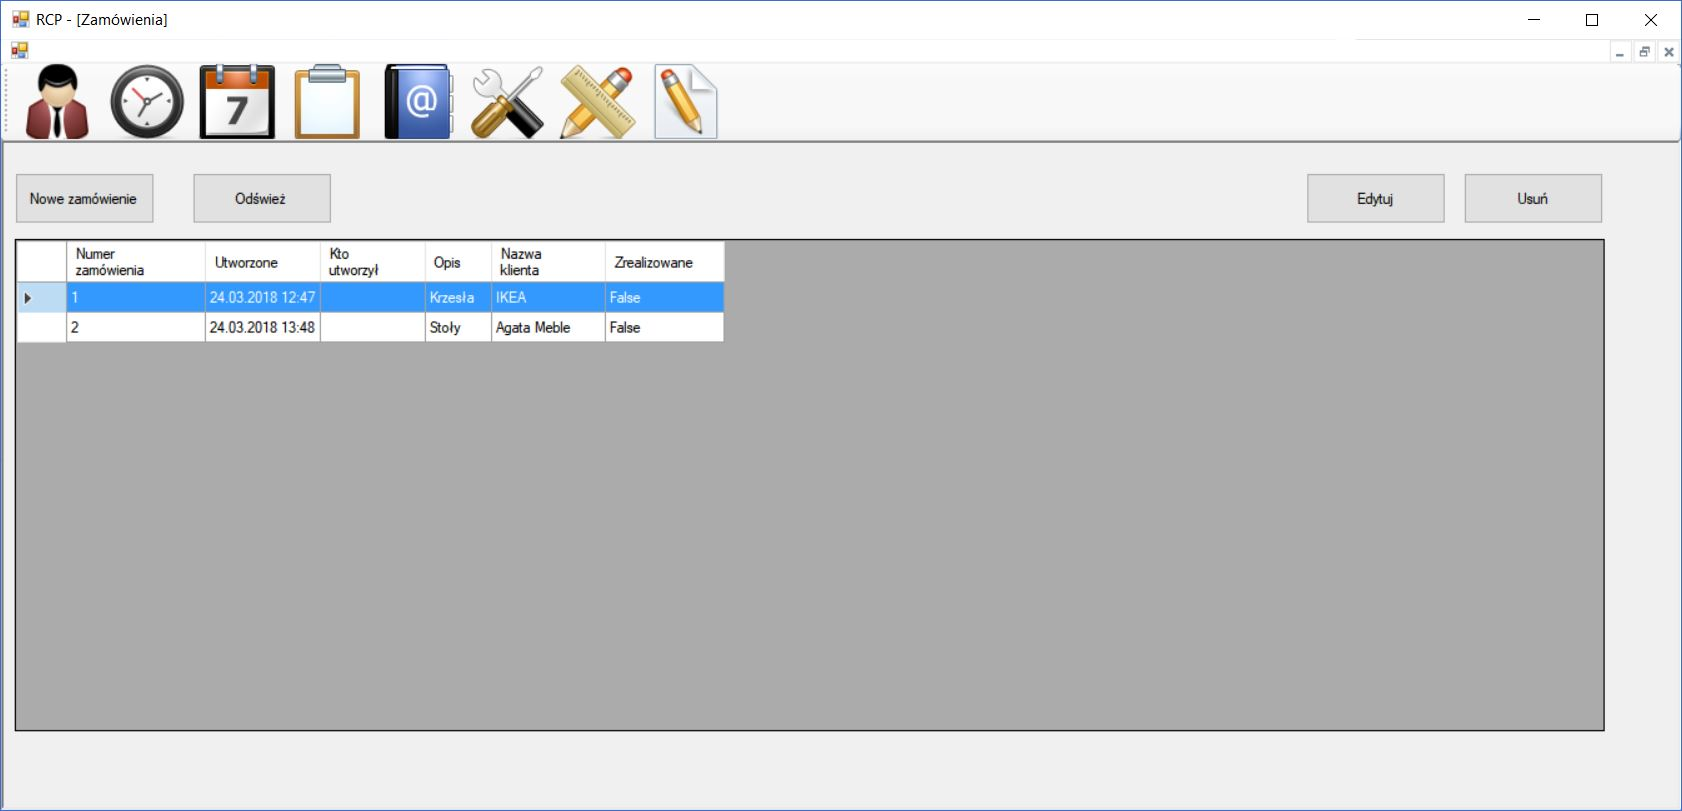 RCP - [Zamówienia]
7
@
Nowe zamówienie
Odśwież
Edytuj
Usuń
Numer zamówienia Utworzone Kto utworzył Opis Nazwa klienta Zrealizowane
1 24.03.2018 12:47 Krzesła IKEA False
2 24.03.2018 13:48 Stoły Agata Meble False